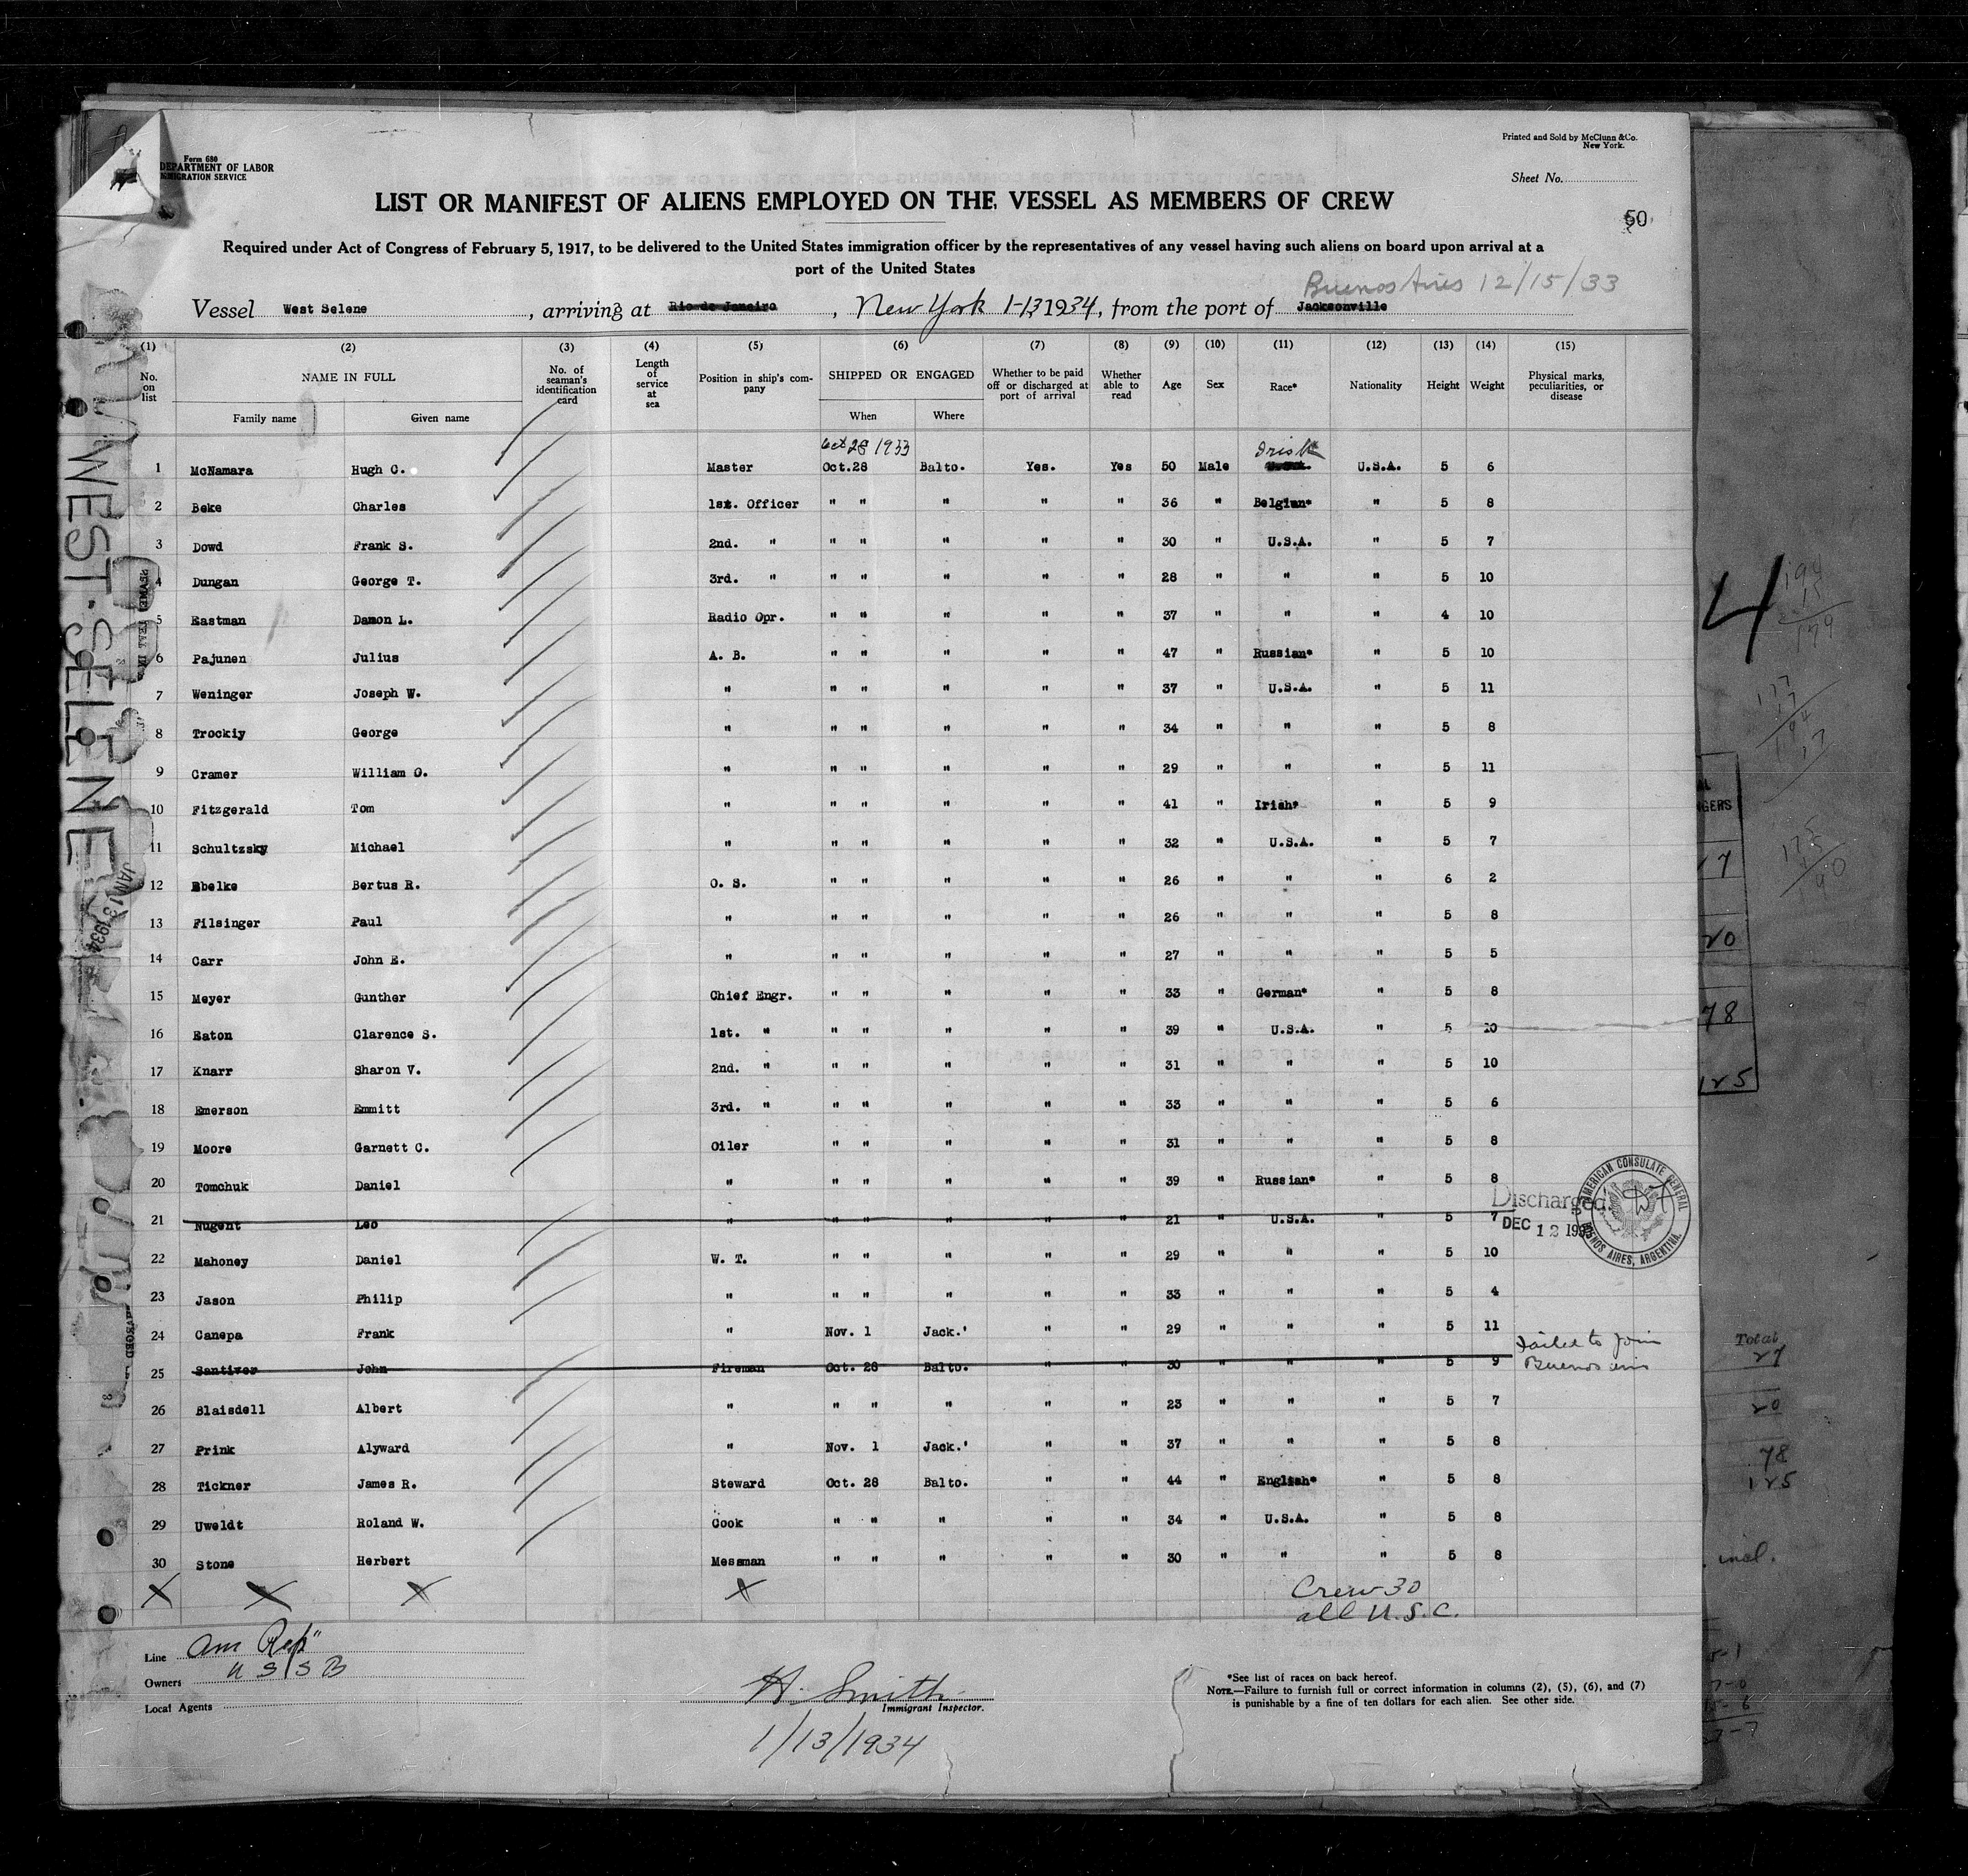 Printed and Sold by McClunn &Co.
New York.
Form 680
DEPARTMENT OF LABOR
IMMIGRATION SERVICE
Sheet No.
LIST OR MANIFEST OF ALIENS EMPLOYED ON THE VESSEL AS MEMBERS OF CREW
50
Required under Act of Congress of February 5, 1917, to be delivered to the United States immigration officer by the representatives of any vessel having such aliens on board upon arrival at a
port of the United States
Buenos Aires 12/15/33
Vessel West Selene, arriving at Rio de Janeiro, New York 1-13 1934, from the port of Jacksonville
(1) (2) (3) (4) (5) (6) (7) (8) (9) (10) (11) (12) (13) (14) (15)
No. on list NAME IN FULL No. of seaman's identification card Length of service at sea Position in ship's company SHIPPED OR ENGAGED Whether to be paid off or discharged at port of arrival Whether able to read Age Sex Race* Nationality Height Weight Physical marks, peculiarities, or disease
Family name Given name When Where
Oct 28 1933 Irish
1 McNamara Hugh C. Master Oct.28 Balto. Yes. Yes 50 Male U.S.A. 5 6
2 Beke Charles 1st. Officer " " " " " 36 " Belgian* " 5 8
3 Dowd Frank S. 2nd. " " " " " " 30 " U.S.A. " 5 7
4 Dungan George T. 3rd. " " " " " " 28 " " " 5 10
5 Eastman Damon L. Radio Opr. " " " " " 37 " " " 4 10
6 Pajunen Julius A. B. " " " " " 47 " Russian* " 5 10
7 Weninger Joseph W. " " " " " " 37 " U.S.A. " 5 11
8 Trockiy George " " " " " " 34 " " " 5 8
9 Cramer William O. " " " " " " 29 " " " 5 11
10 Fitzgerald Tom " " " " " " 41 " Irish* " 5 9
11 Schultzsky Michael " " " " " " 32 " U.S.A. " 5 7
12 Ebelke Bertus R. O. S. " " " " " 26 " " " 6 2
13 Filsinger Paul " " " " " " 26 " " " 5 8
14 Carr John E. " " " " " " 27 " " " 5 5
15 Meyer Gunther Chief Engr. " " " " " 33 " German* " 5 8
16 Eaton Clarence S. 1st. " " " " " " 39 " U.S.A. " 5 10
17 Knarr Sharon V. 2nd. " " " " " " 31 " " " 5 10
18 Emerson Emmitt 3rd. " " " " " " 33 " " " 5 6
19 Moore Garnett C. Oiler " " " " " 31 " " " 5 8
20 Tomchuk Daniel " " " " " " 39 " Russian* " 5 8
21 Nugent Leo " " " " " " 21 " U.S.A. " 5 7 Discharged.
DEC 12 1933
AMERICAN CONSULATE GENERAL
BUENOS AIRES, ARGENTINA.
22 Mahoney Daniel W. T. " " " " " 29 " " " 5 10
23 Jason Philip " " " " " " 33 " " " 5 4
24 Canepa Frank " Nov. 1 Jack.' " " 29 " " " 5 11
25 Santiver John Fireman Oct. 28 Balto. " " 30 " " " 5 9 Failed to join
Buenos Aires
26 Blaisdell Albert " " " " " " 23 " " " 5 7
27 Prink Alyward " Nov. 1 Jack.' " " 37 " " " 5 8
28 Tickner James R. Steward Oct. 28 Balto. " " 44 " English* " 5 8
29 Uweldt Roland W. Cook " " " " " 34 " U.S.A. " 5 8
30 Stone Herbert Messman " " " " " 30 " " " 5 8
X X X X
Crew 30
all U.S.C.
Line Am Rep"
Owners U S S B
Local Agents
H. Smith
Immigrant Inspector.
1/13/1934
*See list of races on back hereof.
NOTE.—Failure to furnish full or correct information in columns (2), (5), (6), and (7)
is punishable by a fine of ten dollars for each alien. See other side.
WEST SELENE
JAN 13 1934
4
20
78
125
Total
27
20
78
125
incl.